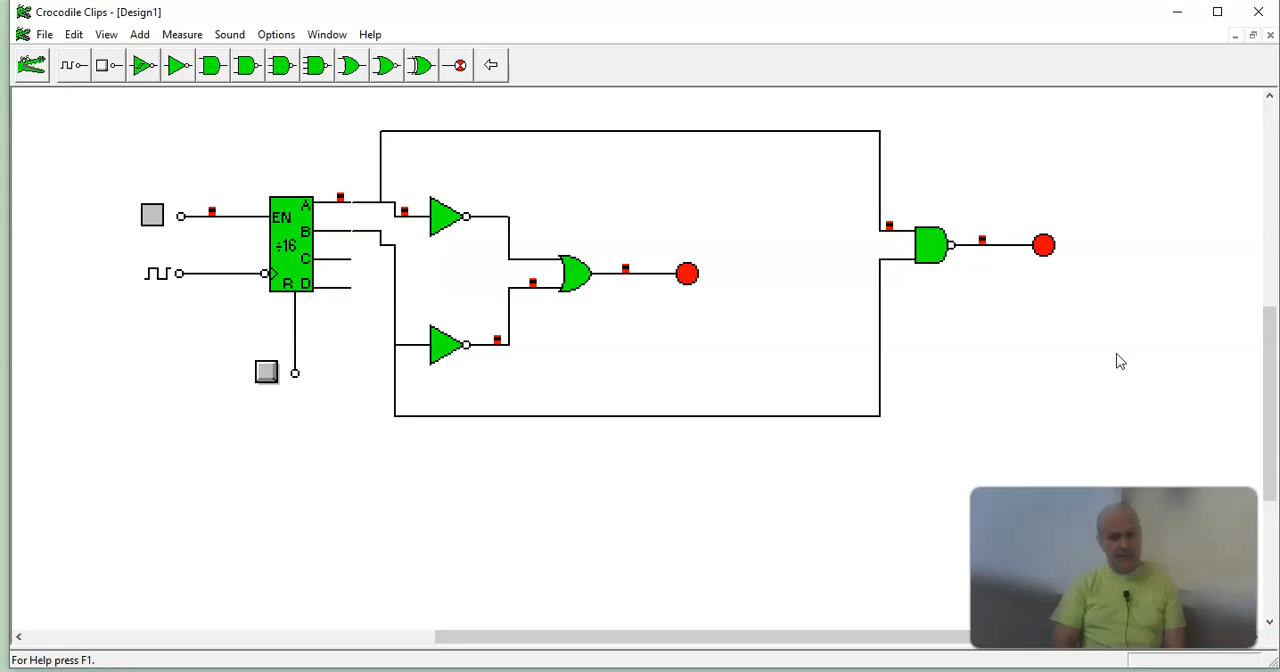 Crocodile Clips - [Design1]
File Edit View Add Measure Sound Options Window Help
A
EN
B
÷16
C
R D
For Help press F1.